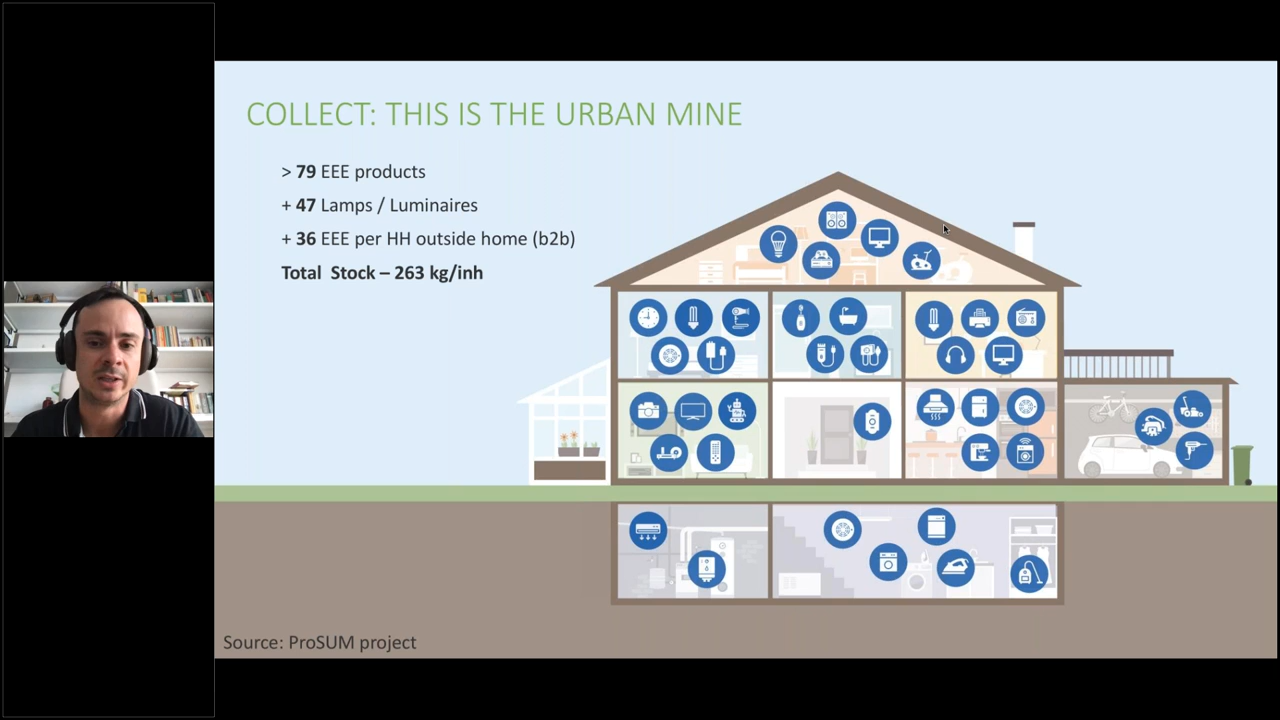 COLLECT: THIS IS THE URBAN MINE
> 79 EEE products
+ 47 Lamps / Luminaires
+ 36 EEE per HH outside home (b2b)
Total Stock – 263 kg/inh
Source: ProSUM project